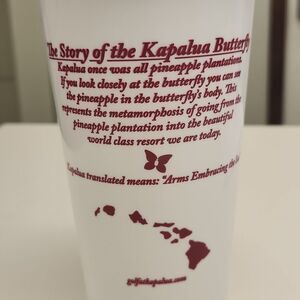 The Story of the Kapalua Butterfly
Kapalua once was all pineapple plantations.
If you look closely at the butterfly you can see
the pineapple in the butterfly's body. This
represents the metamorphosis of going from the
pineapple plantation into the beautiful
world class resort we are today.
Kapalua translated means: "Arms Embracing the
golfatkapalua.com